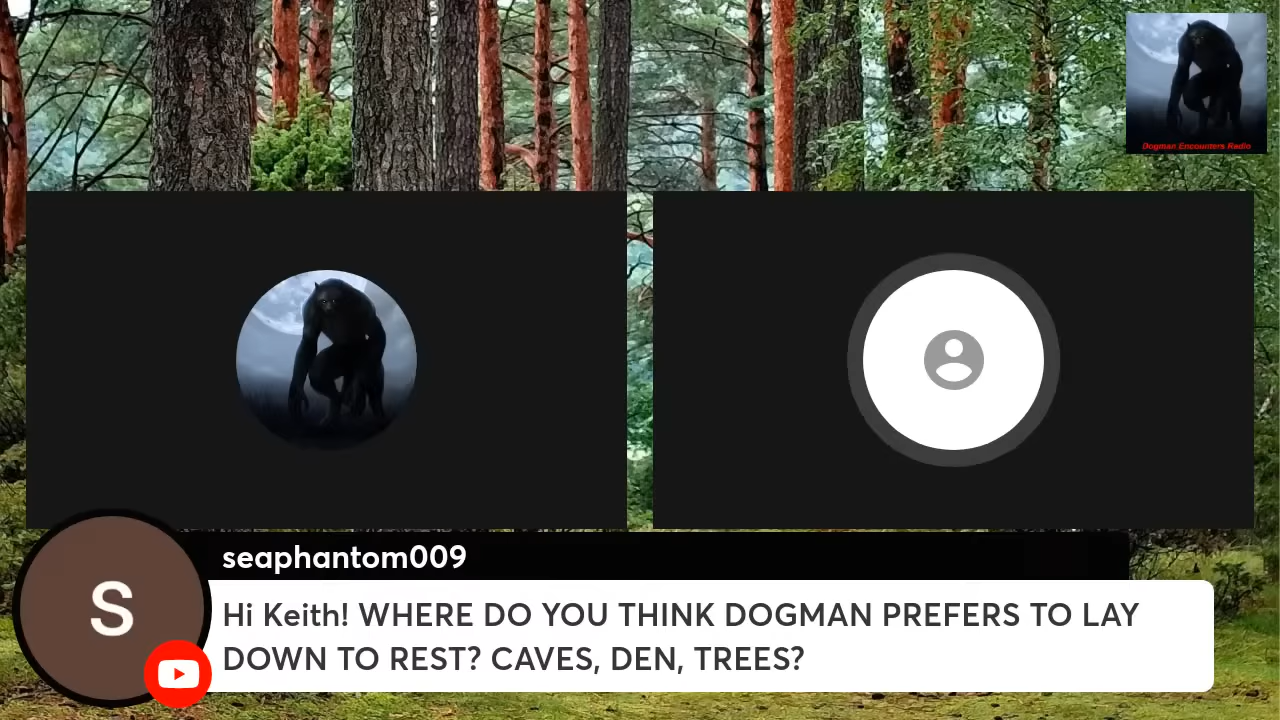 Dogman Encounters Radio
S
seaphantom009
Hi Keith! WHERE DO YOU THINK DOGMAN PREFERS TO LAY
DOWN TO REST? CAVES, DEN, TREES?